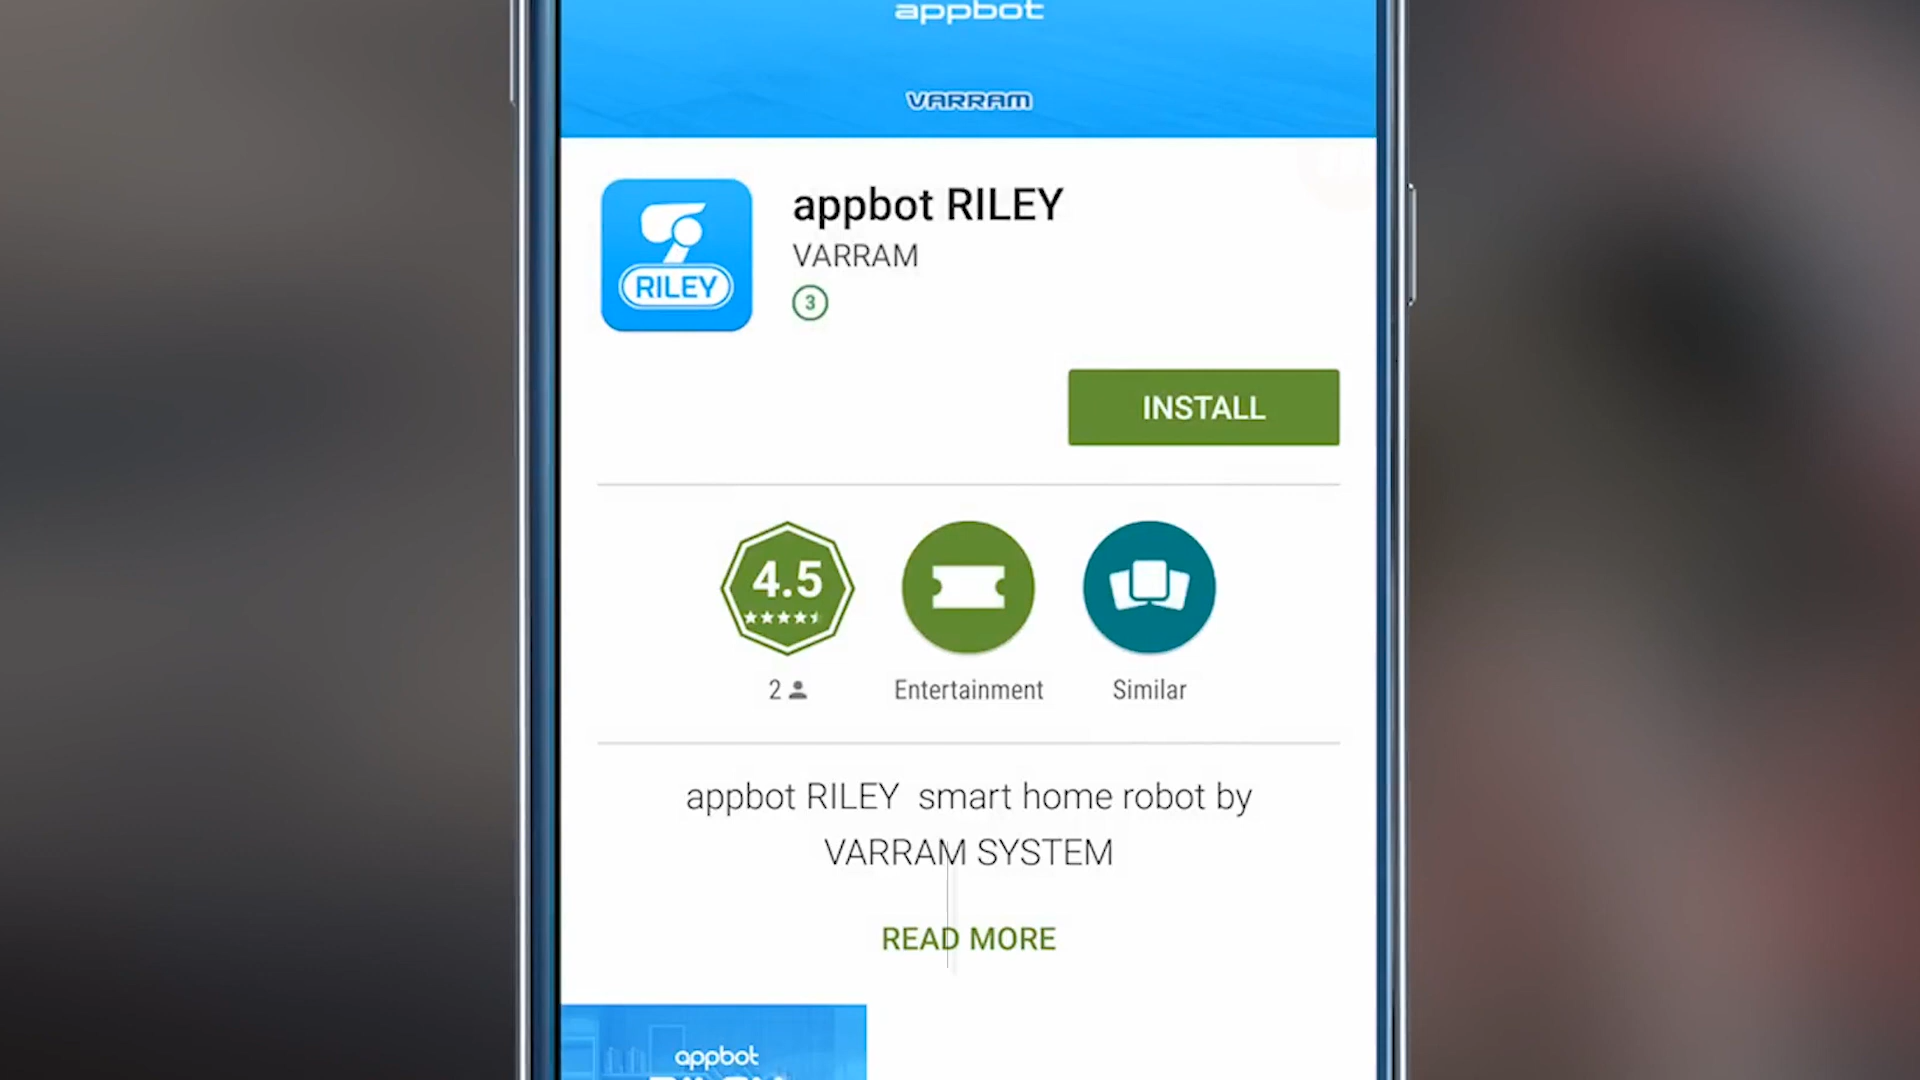 appbot
VARRAM
appbot RILEY
VARRAM
3
RILEY
INSTALL
4.5
2
Entertainment
Similar
appbot RILEY smart home robot by
VARRAM SYSTEM
READ MORE
appbot